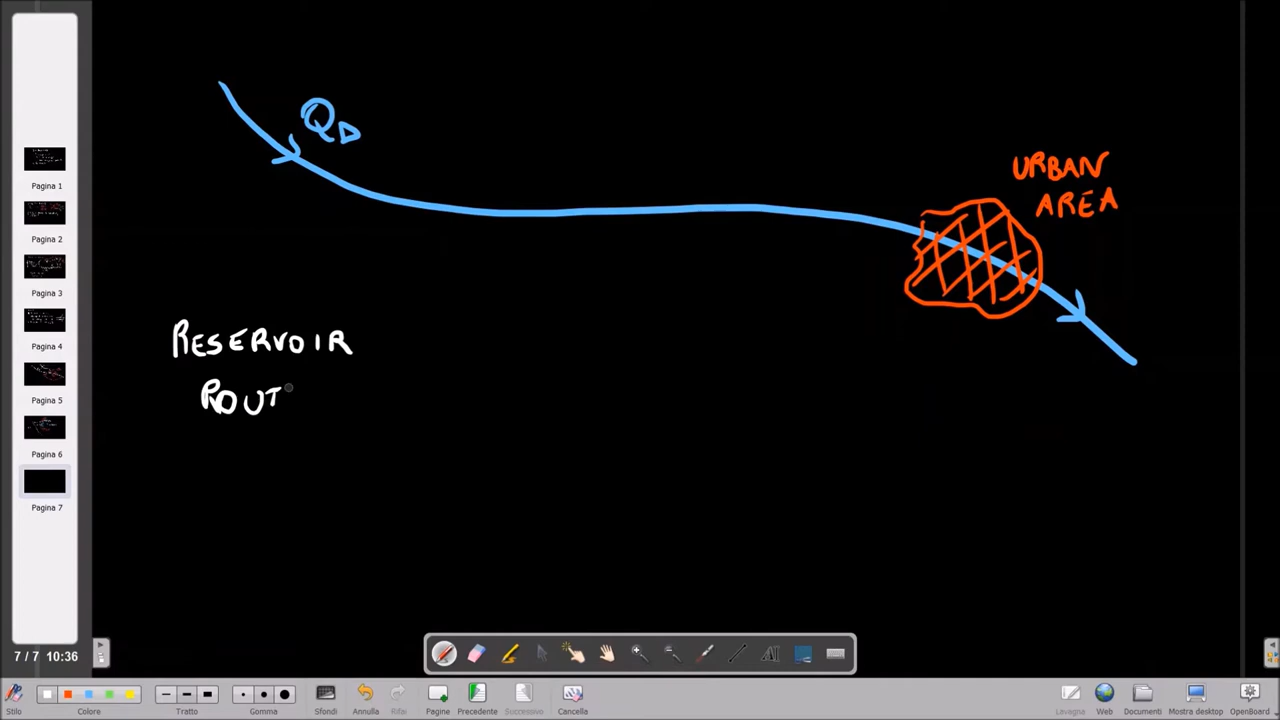 QD
URBAN
AREA
RESERVOIR
ROUT
Pagina 1
Pagina 2
Pagina 3
Pagina 4
Pagina 5
Pagina 6
Pagina 7
7 / 7 10:36
Stilo
Colore
Tratto
Gomma
Sfondi
Annulla
Rifai
Pagine
Precedente
Successivo
Cancella
Lavagna
Web
Documenti
Mostra desktop
OpenBoard